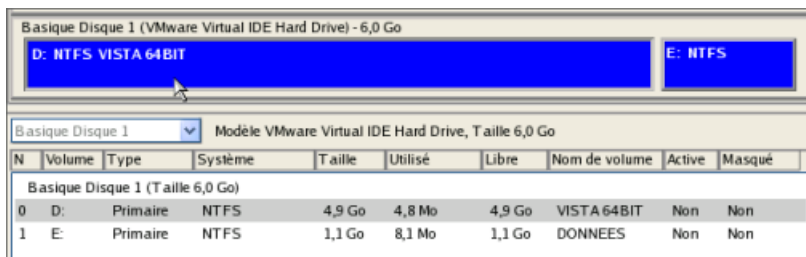 Basique Disque 1 (VMware Virtual IDE Hard Drive) - 6,0 Go
D: NTFS VISTA 64BIT E: NTFS
Basique Disque 1 Modèle VMware Virtual IDE Hard Drive, Taille 6,0 Go
N Volume Type Système Taille Utilisé Libre Nom de volume Active Masqué
Basique Disque 1 (Taille 6,0 Go)
0 D: Primaire NTFS 4,9 Go 4,8 Mo 4,9 Go VISTA 64BIT Non Non
1 E: Primaire NTFS 1,1 Go 8,1 Mo 1,1 Go DONNEES Non Non